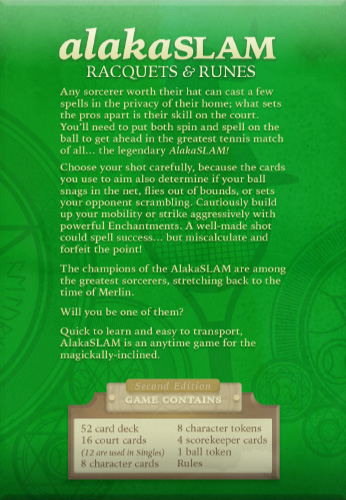 alakaSLAM
RACQUETS & RUNES
Any sorcerer worth their hat can cast a few
spells in the privacy of their home; what sets
the pros apart is their skill on the court.
You'll need to put both spin and spell on the
ball to get ahead in the greatest tennis match
of all... the legendary AlakaSLAM!
Choose your shot carefully, because the cards
you use to aim also determine if your ball
snags in the net, flies out of bounds, or sets
your opponent scrambling. Cautiously build
up your mobility or strike aggressively with
powerful Enchantments. A well-made shot
could spell success... but miscalculate and
forfeit the point!
The champions of the AlakaSLAM are among
the greatest sorcerers, stretching back to the
time of Merlin.
Will you be one of them?
Quick to learn and easy to transport,
AlakaSLAM is an anytime game for the
magickally-inclined.
Second Edition
GAME CONTAINS
52 card deck
16 court cards
(12 are used in Singles)
8 character cards
8 character tokens
4 scorekeeper cards
1 ball token
Rules